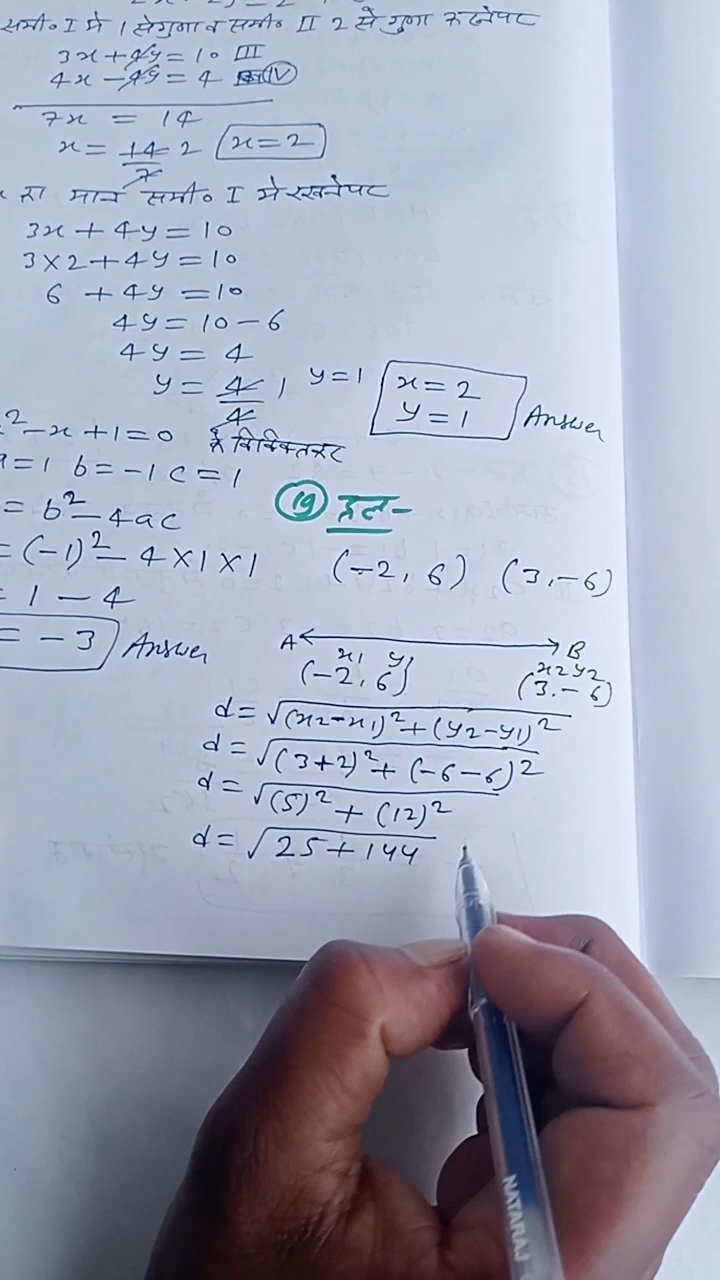 समी० I मे 1 से गुणा व समी० II 2 से गुणा करनेपर
3x + 4y = 10 III
4x - 4y = 4 IV
7x = 14
x = 14/7 2 x = 2
का मान समी० I मे रखनेपर
3x + 4y = 10
3 × 2 + 4y = 10
6 + 4y = 10
4y = 10 - 6
4y = 4
y = 4/4 1 y = 1
x = 2
y = 1 Answer
² - x + 1 = 0 के विविक्तकर
a = 1 b = -1 c = 1
= b² - 4ac
= (-1)² - 4 × 1 × 1
= 1 - 4
= -3 Answer
19 हल -
(-2, 6) (3, -6)
A B
x1 y1 x2 y2
(-2, 6) (3, -6)
d = √(x2 - x1)² + (y2 - y1)²
d = √(3 + 2)² + (-6 - 6)²
d = √(5)² + (12)²
d = √25 + 144
NATARAJ